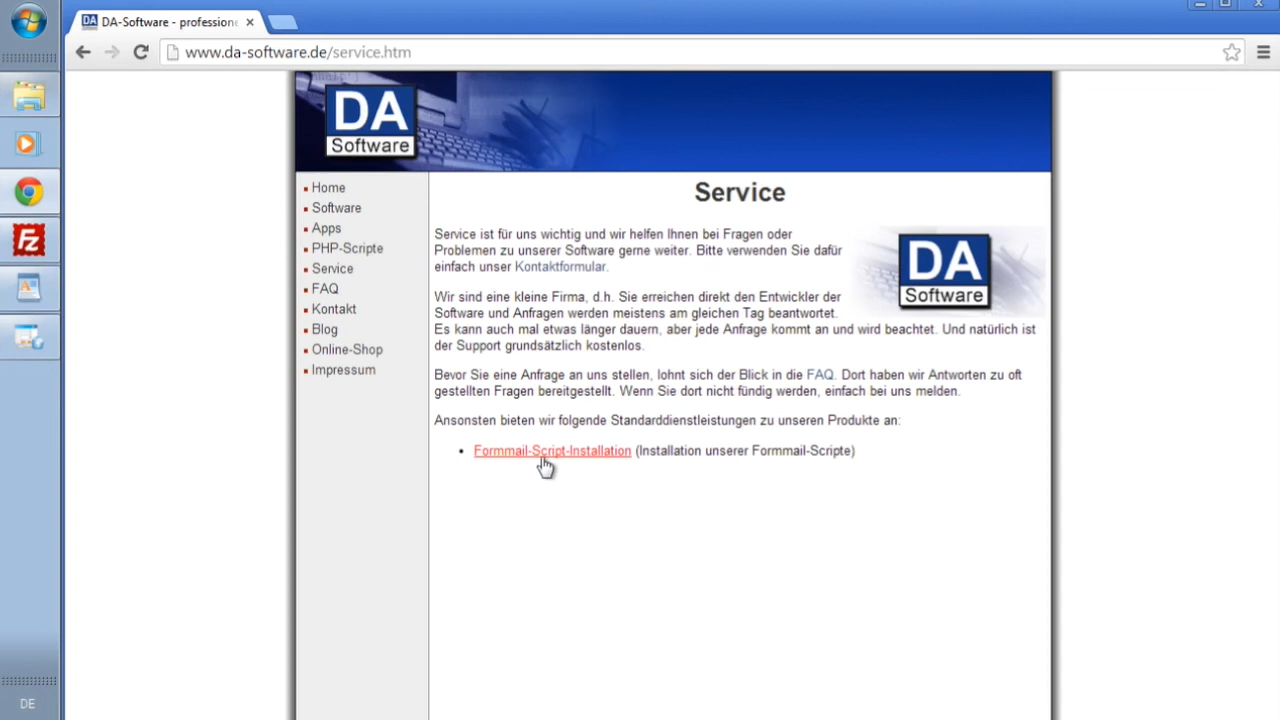 DA DA-Software - professione
www.da-software.de/service.htm
DA
Software
Home
Software
Apps
PHP-Scripte
Service
FAQ
Kontakt
Blog
Online-Shop
Impressum
Service
Service ist für uns wichtig und wir helfen Ihnen bei Fragen oder
Problemen zu unserer Software gerne weiter. Bitte verwenden Sie dafür
einfach unser Kontaktformular.
DA
Software
Wir sind eine kleine Firma, d.h. Sie erreichen direkt den Entwickler der
Software und Anfragen werden meistens am gleichen Tag beantwortet.
Es kann auch mal etwas länger dauern, aber jede Anfrage kommt an und wird beachtet. Und natürlich ist
der Support grundsätzlich kostenlos.
Bevor Sie eine Anfrage an uns stellen, lohnt sich der Blick in die FAQ. Dort haben wir Antworten zu oft
gestellten Fragen bereitgestellt. Wenn Sie dort nicht fündig werden, einfach bei uns melden.
Ansonsten bieten wir folgende Standarddienstleistungen zu unseren Produkte an:
• Formmail-Script-Installation (Installation unserer Formmail-Scripte)
Fz
DE